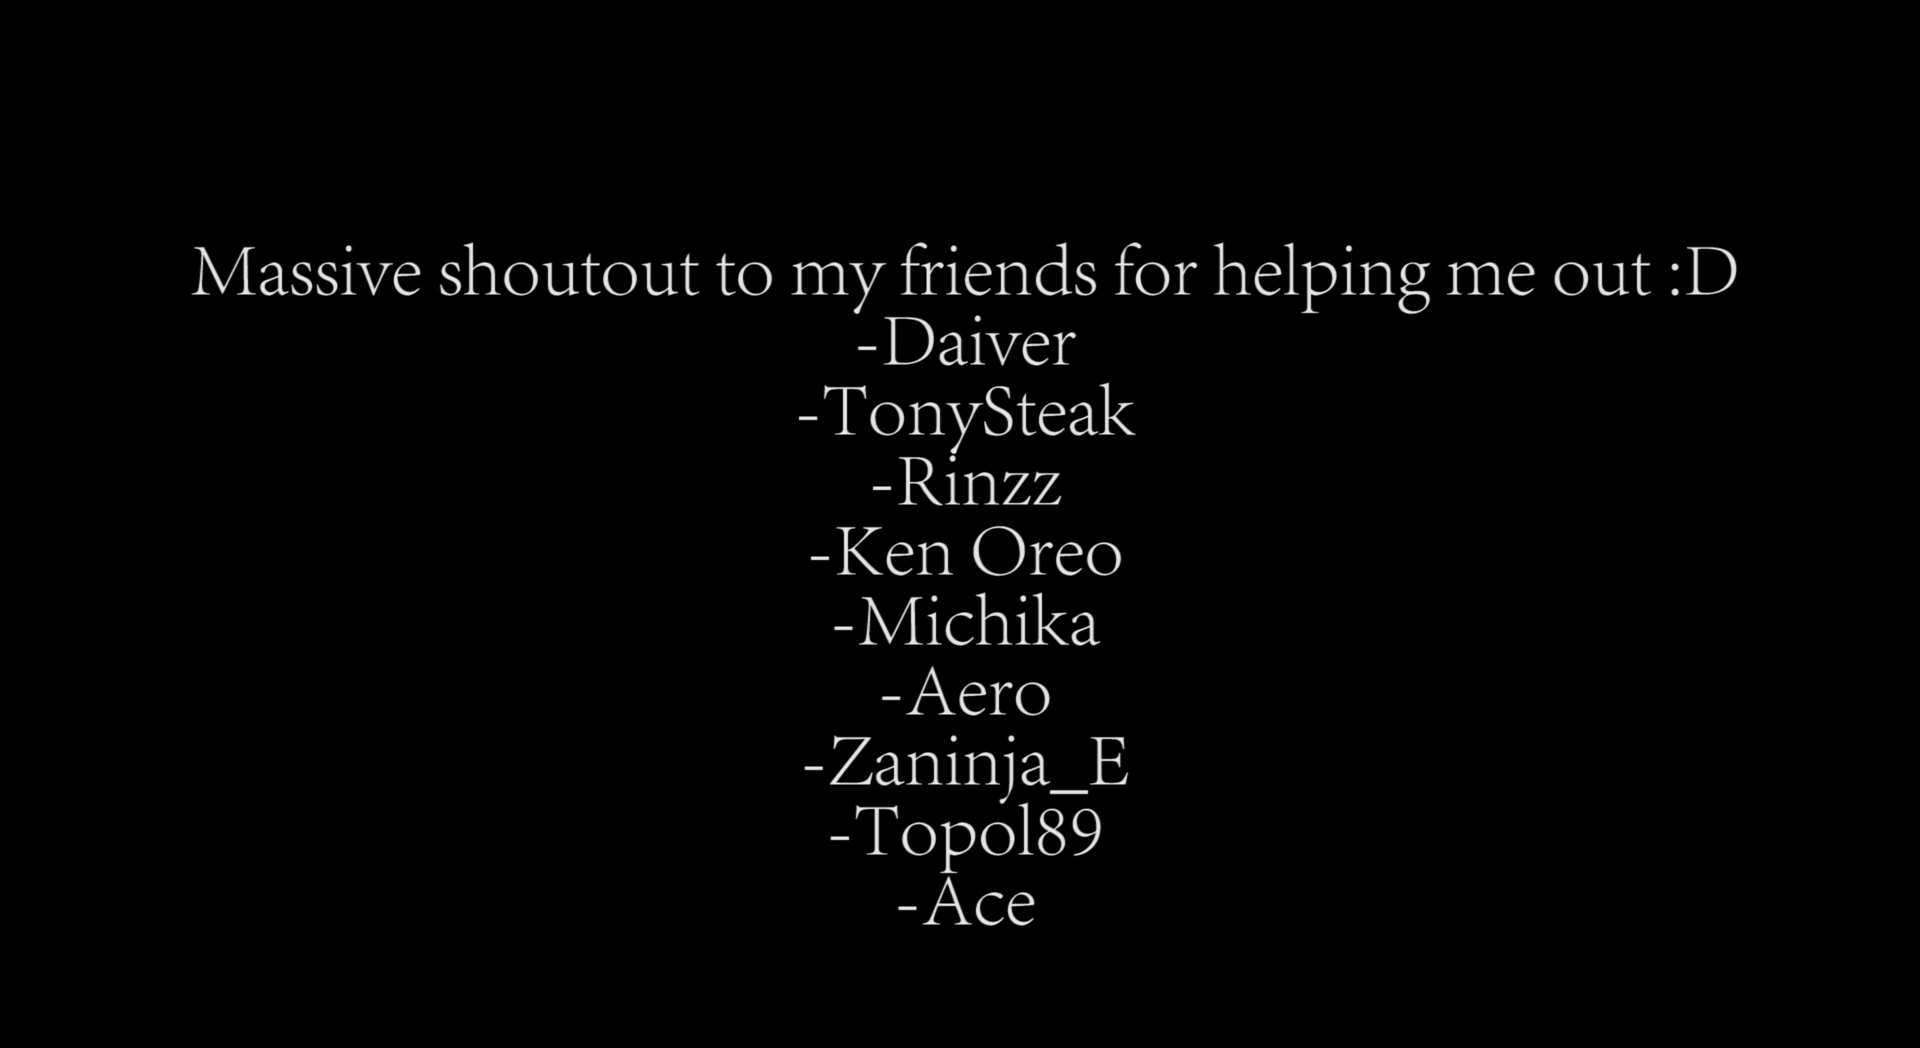 Massive shoutout to my friends for helping me out :D
-Daiver
-TonySteak
-Rinzz
-Ken Oreo
-Michika
-Aero
-Zaninja_E
-Topol89
-Ace